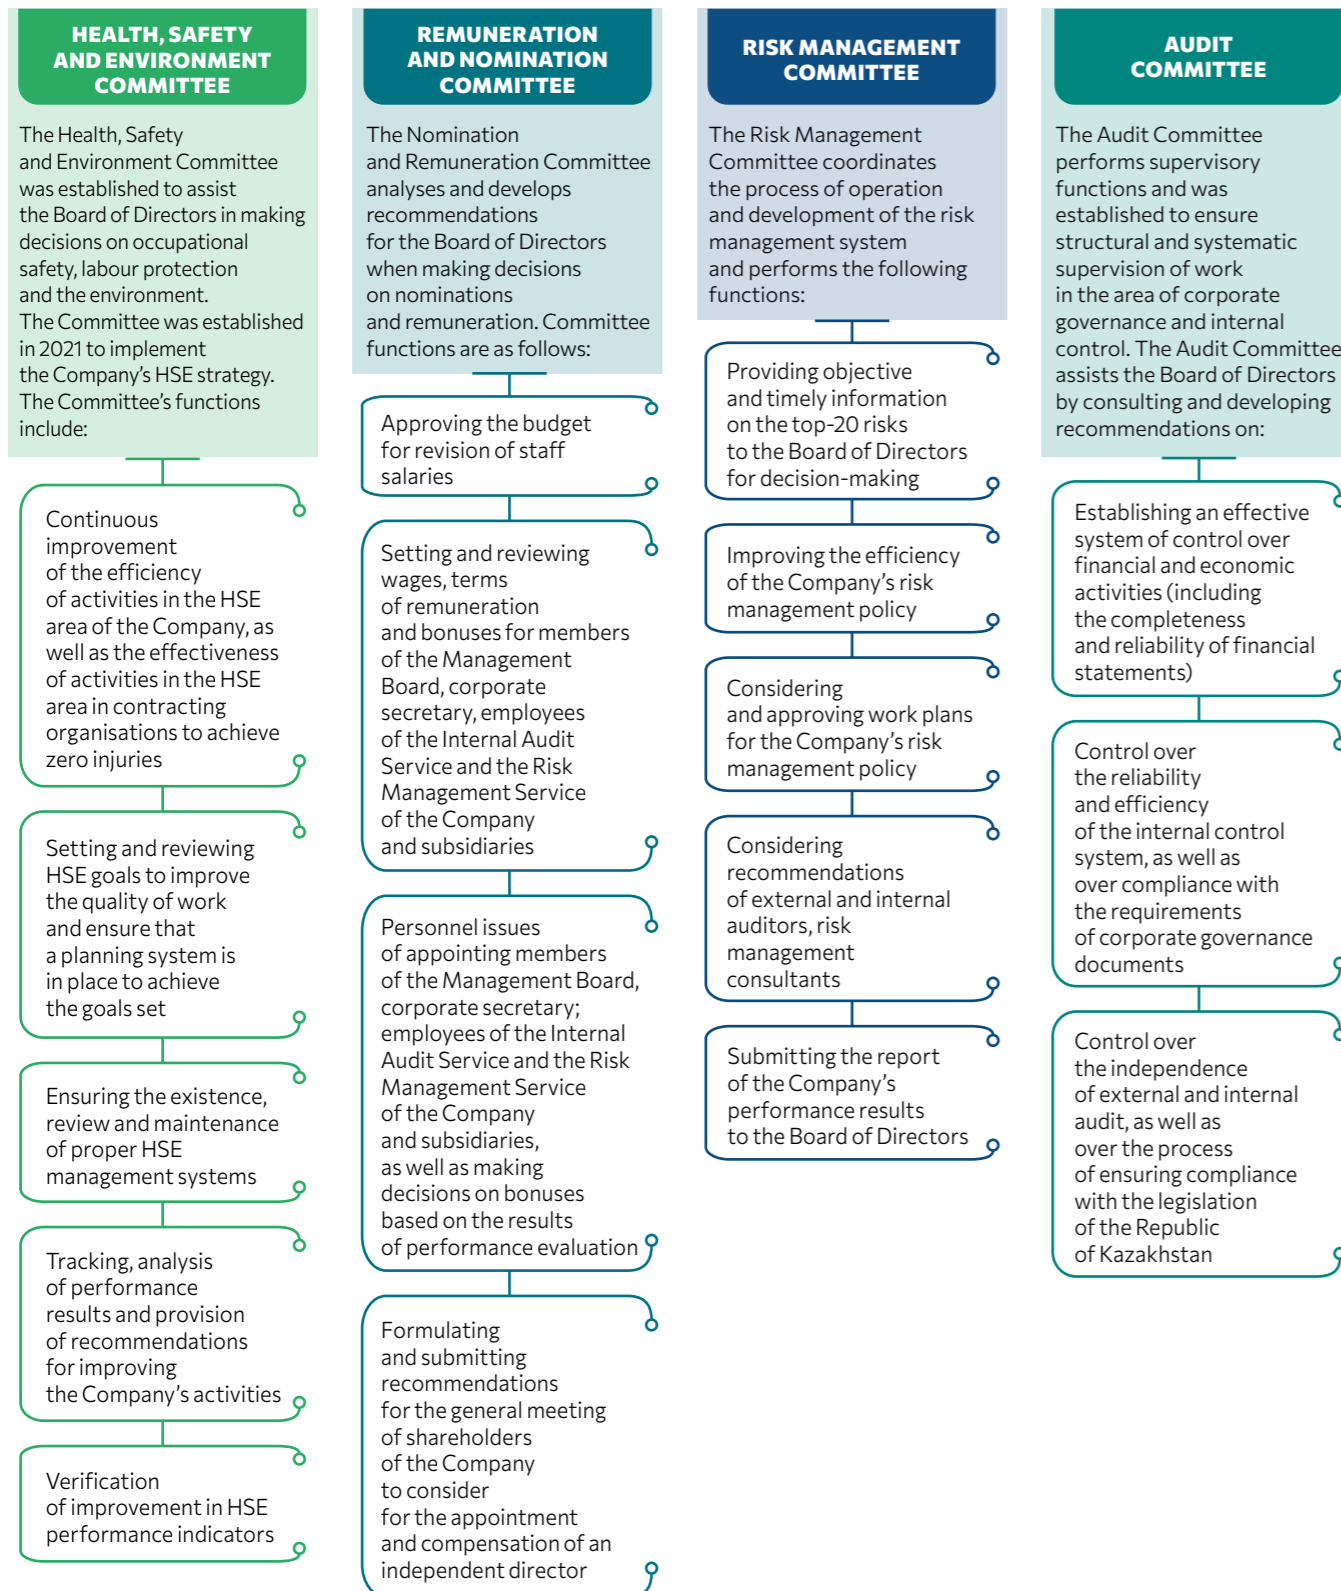 HEALTH, SAFETY
AND ENVIRONMENT
COMMITTEE
The Health, Safety
and Environment Committee
was established to assist
the Board of Directors in making
decisions on occupational
safety, labour protection
and the environment.
The Committee was established
in 2021 to implement
the Company's HSE strategy.
The Committee's functions
include:
Continuous
improvement
of the efficiency
of activities in the HSE
area of the Company, as
well as the effectiveness
of activities in the HSE
area in contracting
organisations to achieve
zero injuries
Setting and reviewing
HSE goals to improve
the quality of work
and ensure that
a planning system is
in place to achieve
the goals set
Ensuring the existence,
review and maintenance
of proper HSE
management systems
Tracking, analysis
of performance
results and provision
of recommendations
for improving
the Company's activities
Verification
of improvement in HSE
performance indicators
REMUNERATION
AND NOMINATION
COMMITTEE
The Nomination
and Remuneration Committee
analyses and develops
recommendations
for the Board of Directors
when making decisions
on nominations
and remuneration. Committee
functions are as follows:
Approving the budget
for revision of staff
salaries
Setting and reviewing
wages, terms
of remuneration
and bonuses for members
of the Management
Board, corporate
secretary, employees
of the Internal Audit
Service and the Risk
Management Service
of the Company
and subsidiaries
Personnel issues
of appointing members
of the Management Board,
corporate secretary;
employees of the Internal
Audit Service and the Risk
Management Service
of the Company
and subsidiaries,
as well as making
decisions on bonuses
based on the results
of performance evaluation
Formulating
and submitting
recommendations
for the general meeting
of shareholders
of the Company
to consider
for the appointment
and compensation of an
independent director
RISK MANAGEMENT
COMMITTEE
The Risk Management
Committee coordinates
the process of operation
and development of the risk
management system
and performs the following
functions:
Providing objective
and timely information
on the top-20 risks
to the Board of Directors
for decision-making
Improving the efficiency
of the Company's risk
management policy
Considering
and approving work plans
for the Company's risk
management policy
Considering
recommendations
of external and internal
auditors, risk
management
consultants
Submitting the report
of the Company's
performance results
to the Board of Directors
AUDIT
COMMITTEE
The Audit Committee
performs supervisory
functions and was
established to ensure
structural and systematic
supervision of work
in the area of corporate
governance and internal
control. The Audit Committee
assists the Board of Directors
by consulting and developing
recommendations on:
Establishing an effective
system of control over
financial and economic
activities (including
the completeness
and reliability of financial
statements)
Control over
the reliability
and efficiency
of the internal control
system, as well as
over compliance with
the requirements
of corporate governance
documents
Control over
the independence
of external and internal
audit, as well as
over the process
of ensuring compliance
with the legislation
of the Republic
of Kazakhstan